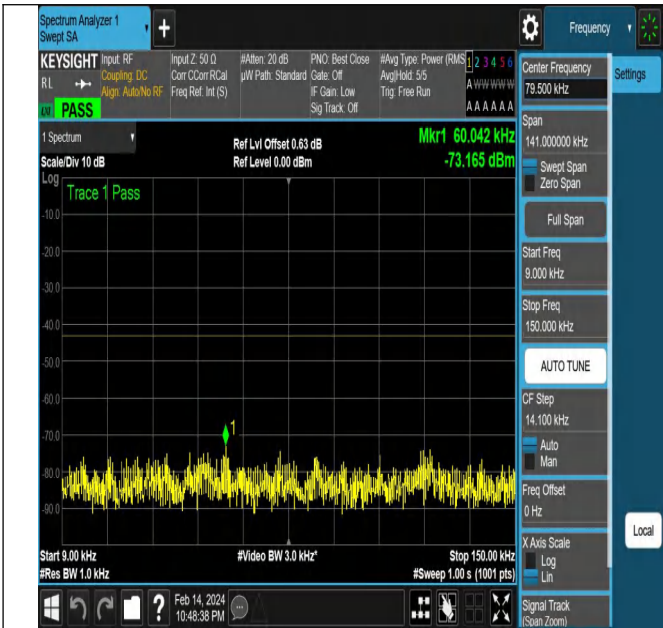 Spectrum Analyzer 1
Swept SA
+
Frequency
KEYSIGHT
RL
PASS
Input: RF
Coupling: DC
Align: Auto/No RF
Input Z: 50 Ω
Corr CCorr RCal
Freq Ref: Int (S)
#Atten: 20 dB
µW Path: Standard
PNO: Best Close
Gate: Off
IF Gain: Low
Sig Track: Off
#Avg Type: Power (RMS
Avg|Hold: 5/5
Trig: Free Run
1 2 3 4 5 6
A W W W W W
A A A A A A
1 Spectrum
Scale/Div 10 dB
Log
Ref Lvl Offset 0.63 dB
Ref Level 0.00 dBm
Mkr1 60.042 kHz
-73.165 dBm
Trace 1 Pass
-10.0
-20.0
-30.0
-40.0
-50.0
-60.0
-70.0
-80.0
-90.0
1
Start 9.00 kHz
#Res BW 1.0 kHz
#Video BW 3.0 kHz*
Stop 150.00 kHz
#Sweep 1.00 s (1001 pts)
Feb 14, 2024
10:48:38 PM
?
Center Frequency
79.500 kHz
Settings
Span
141.000000 kHz
Swept Span
Zero Span
Full Span
Start Freq
9.000 kHz
Stop Freq
150.000 kHz
AUTO TUNE
CF Step
14.100 kHz
Auto
Man
Freq Offset
0 Hz
X Axis Scale
Log
Lin
Local
Signal Track
(Span Zoom)